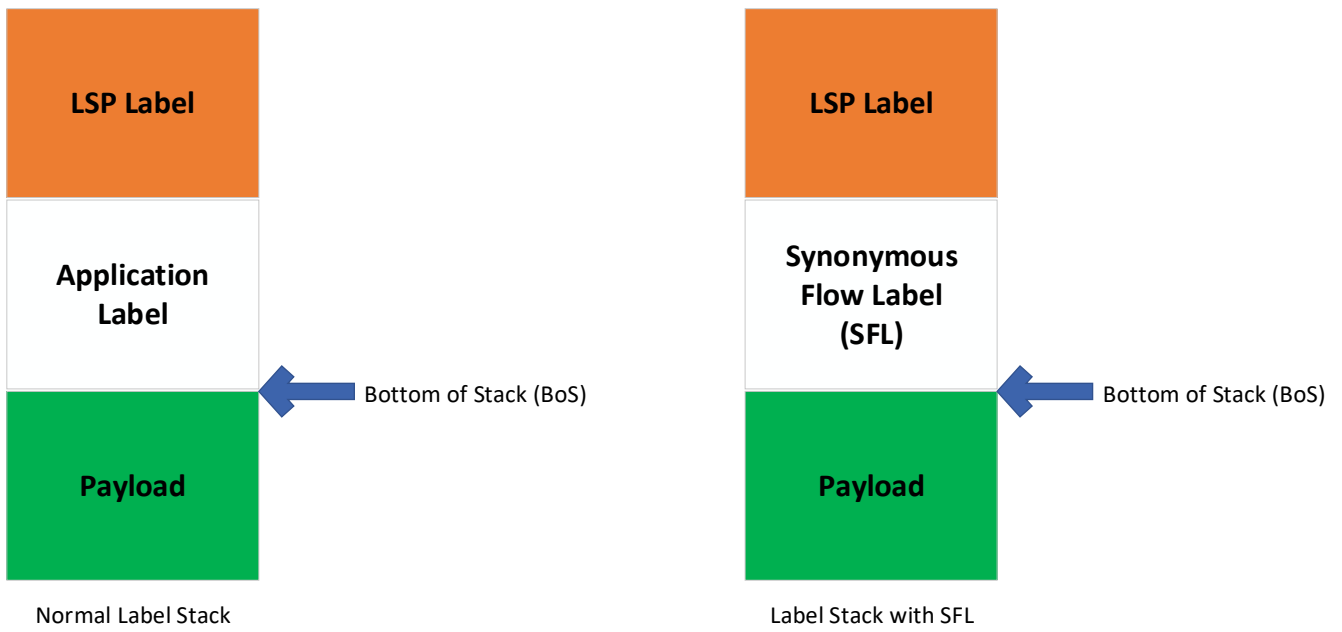 LSP Label
Application
Label
Bottom of Stack (BoS)
Payload
Normal Label Stack
LSP Label
Synonymous
Flow Label
(SFL)
Bottom of Stack (BoS)
Payload
Label Stack with SFL